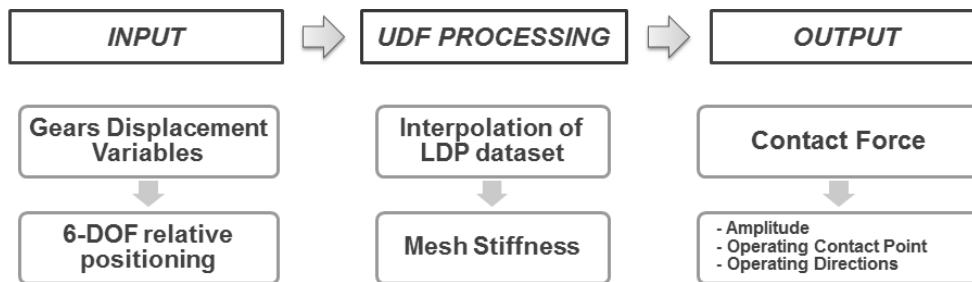 INPUT
UDF PROCESSING
OUTPUT
Gears Displacement
Variables
6-DOF relative
positioning
Interpolation of
LDP dataset
Mesh Stiffness
Contact Force
- Amplitude
- Operating Contact Point
- Operating Directions